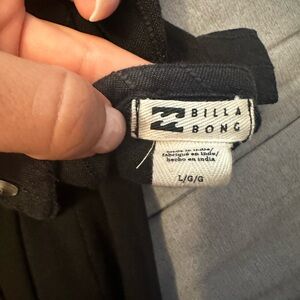 BILLA
BONG
made in india/
fabriqué en inde/
hecho en india
L/G/G